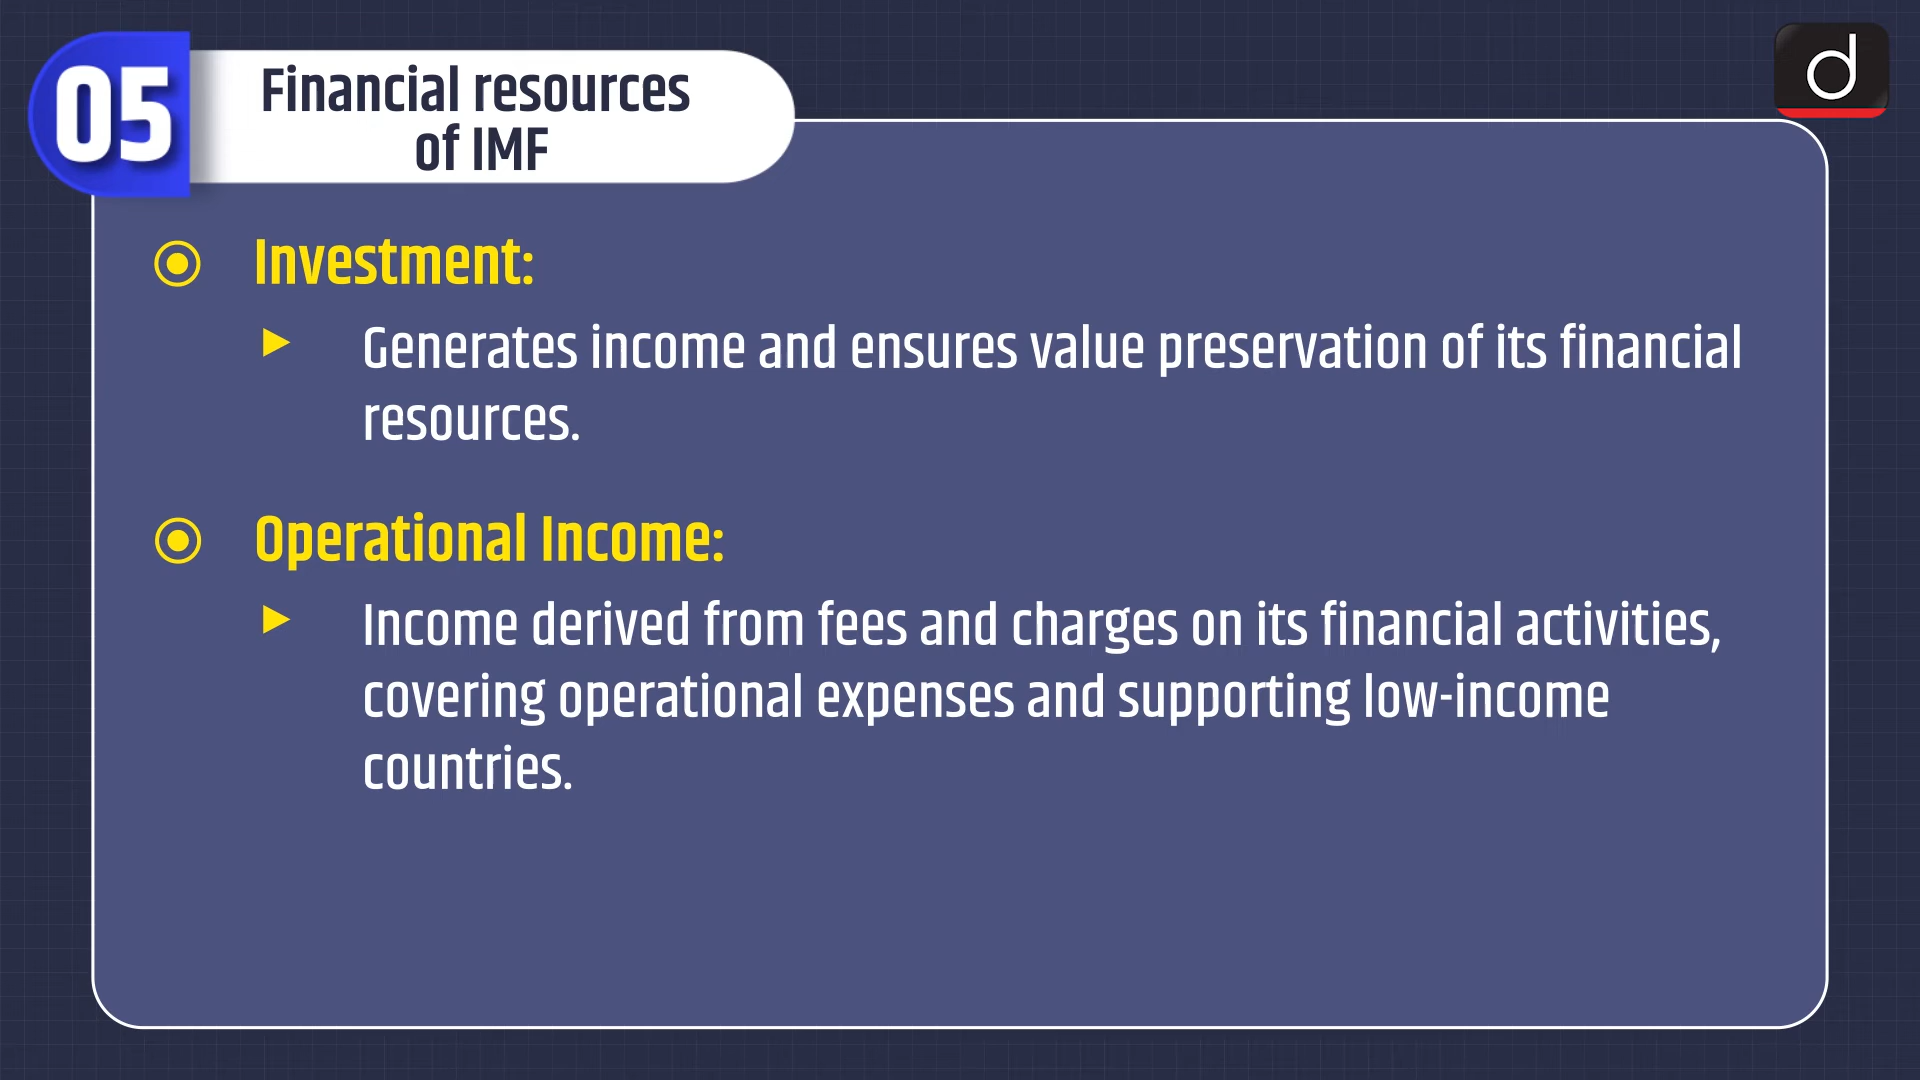 05
Financial resources
of IMF
d
Investment:
Generates income and ensures value preservation of its financial
resources.
Operational Income:
Income derived from fees and charges on its financial activities,
covering operational expenses and supporting low-income
countries.